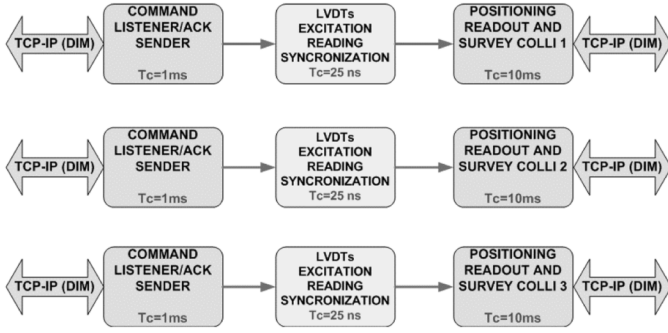 TCP-IP (DIM)
COMMAND
LISTENER/ACK
SENDER
Tc=1ms
LVDTs
EXCITATION
READING
SYNCRONIZATION
Tc=25 ns
POSITIONING
READOUT AND
SURVEY COLLI 1
Tc=10ms
TCP-IP (DIM)
TCP-IP (DIM)
COMMAND
LISTENER/ACK
SENDER
Tc=1ms
LVDTs
EXCITATION
READING
SYNCRONIZATION
Tc=25 ns
POSITIONING
READOUT AND
SURVEY COLLI 2
Tc=10ms
TCP-IP (DIM)
TCP-IP (DIM)
COMMAND
LISTENER/ACK
SENDER
Tc=1ms
LVDTs
EXCITATION
READING
SYNCRONIZATION
Tc=25 ns
POSITIONING
READOUT AND
SURVEY COLLI 3
Tc=10ms
TCP-IP (DIM)